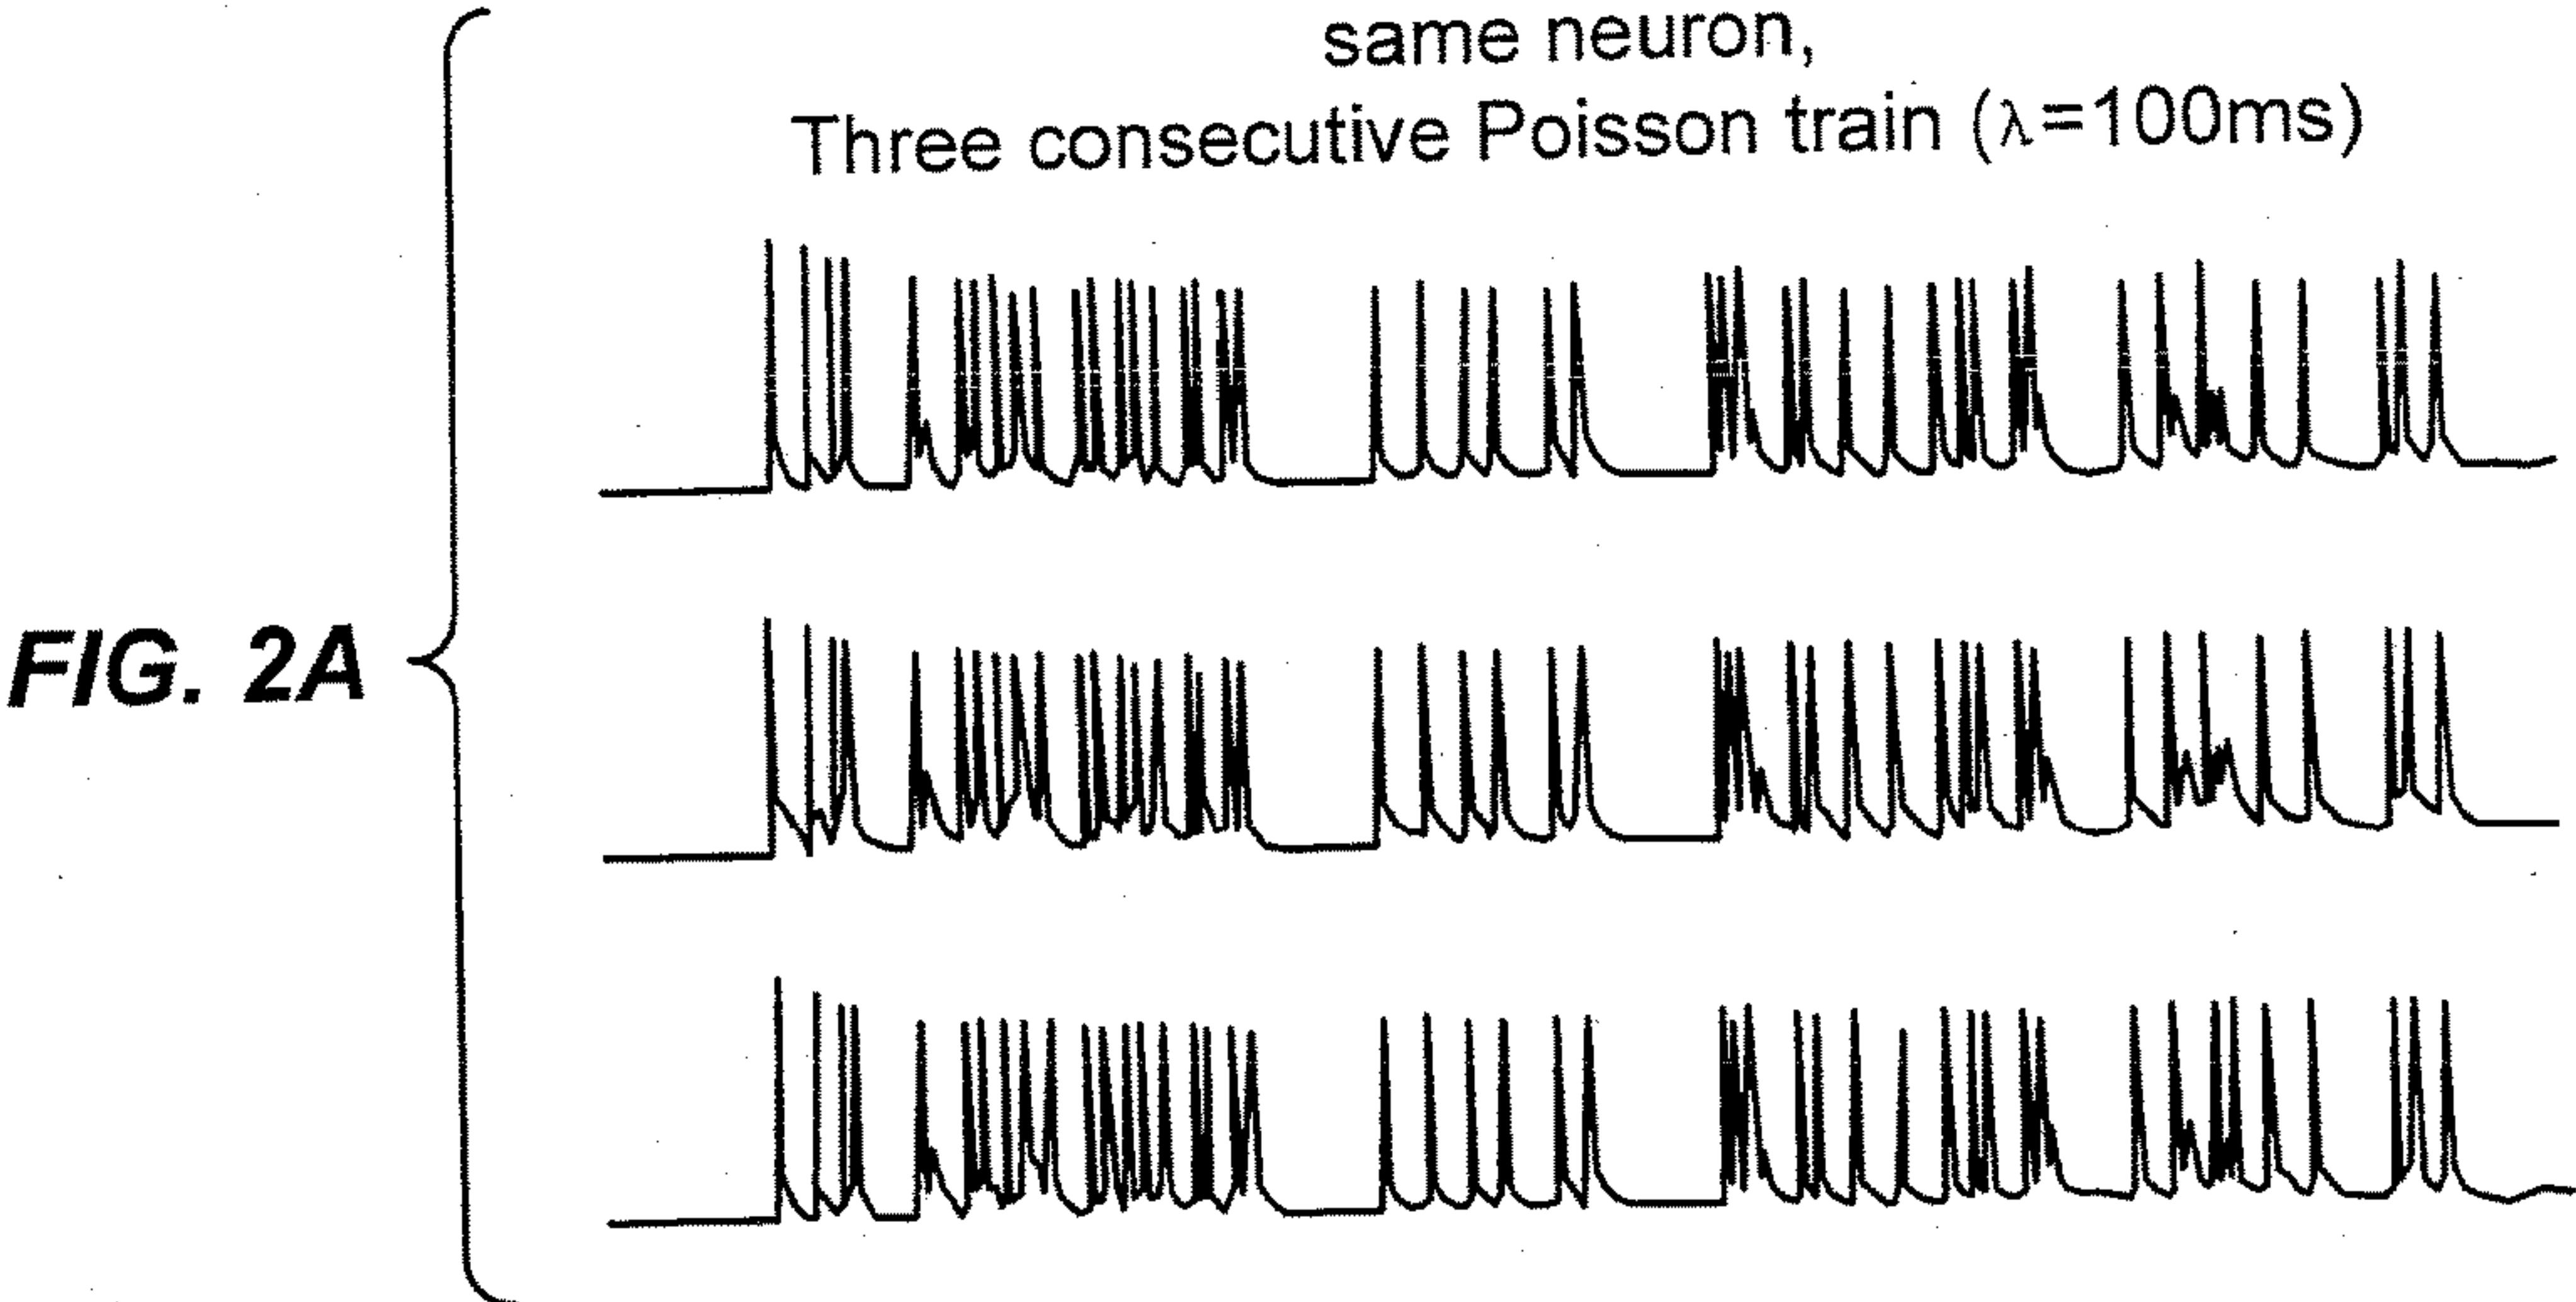 same neuron,
Three consecutive Poisson train (λ=100ms)
FIG. 2A